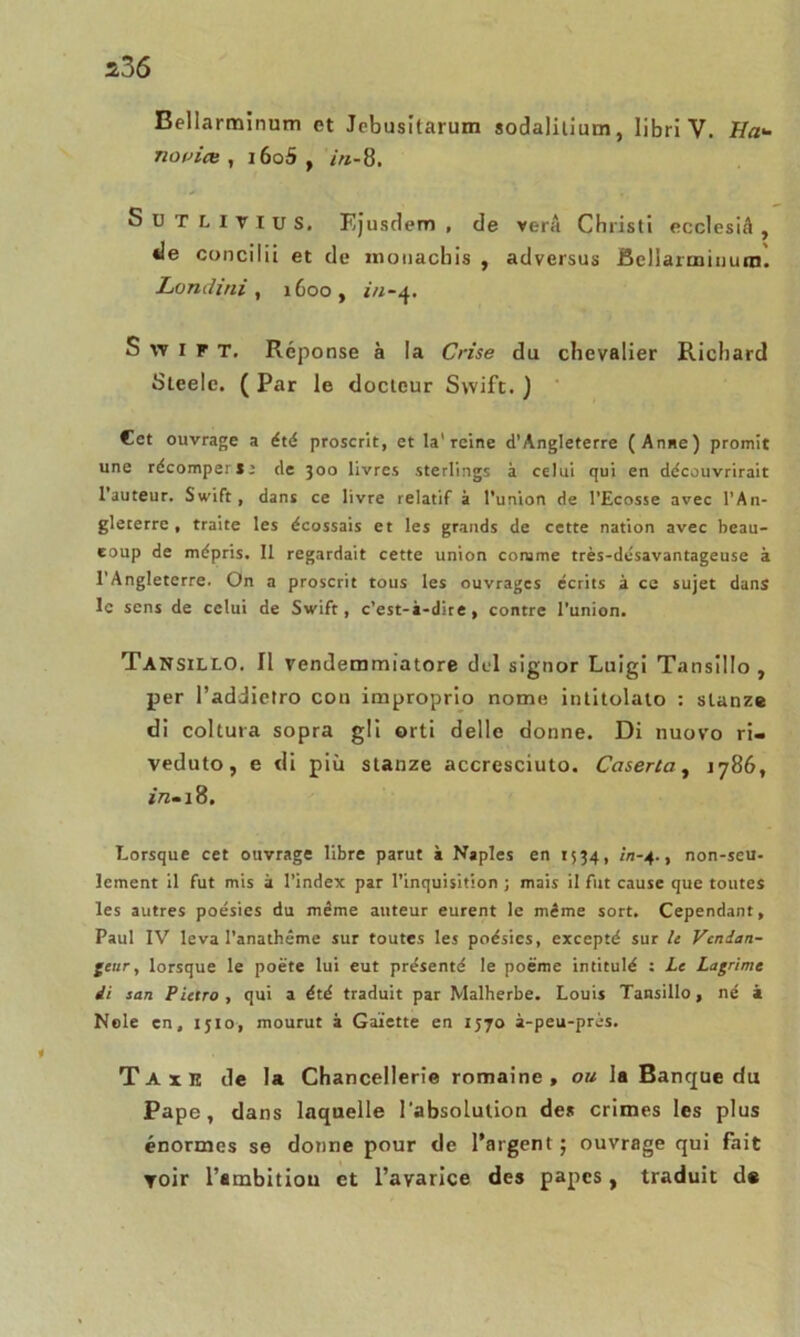 236
Bellarminum et Jebusitarum sodalitium, libri V. Ha-
noviæ, 1605, in-8.
SUTLIVIUS. Ejusdem, de verâ Christi ecclesiâ,
de concilii et de monachis, adversus Bellarminum.
Londini, 1600, in-4.
SWIFT. Réponse à la Crise du chevalier Richard
Steele. (Par le docteur Swift.)
Cet ouvrage a été proscrit, et la reine d'Angleterre (Anne) promit
une récompense de 300 livres sterlings à celui qui en découvrirait
l'auteur. Swift, dans ce livre relatif à l'union de l'Ecosse avec l'An-
gleterre, traite les écossais et les grands de cette nation avec beau-
coup de mépris. Il regardait cette union comme très-désavantageuse à
l'Angleterre. On a proscrit tous les ouvrages écrits à ce sujet dans
le sens de celui de Swift, c'est-à-dire, contre l'union.
TANSILLO. Il vendemmiatore del signor Luigi Tansillo,
per l'addietro con improprio nome intitolato : stanze
di coltura sopra gli orti delle donne. Di nuovo ri-
veduto, e di più stanze accresciuto. Caserta, 1786,
in-18.
Lorsque cet ouvrage libre parut à Naples en 1534, in-4., non-seu-
lement il fut mis à l'index par l'inquisition ; mais il fut cause que toutes
les autres poésies du même auteur eurent le même sort. Cependant,
Paul IV leva l'anathême sur toutes les poésies, excepté sur le Vendan-
geur, lorsque le poëte lui eut présenté le poëme intitulé : Le Lagrime
di san Pietro, qui a été traduit par Malherbe. Louis Tansillo, né à
Nole en, 1510, mourut à Gaïette en 1570 à-peu-près.
TAXE de la Chancellerie romaine, ou la Banque du
Pape, dans laquelle l'absolution des crimes les plus
énormes se donne pour de l'argent ; ouvrage qui fait
voir l'ambition et l'avarice des papes, traduit de